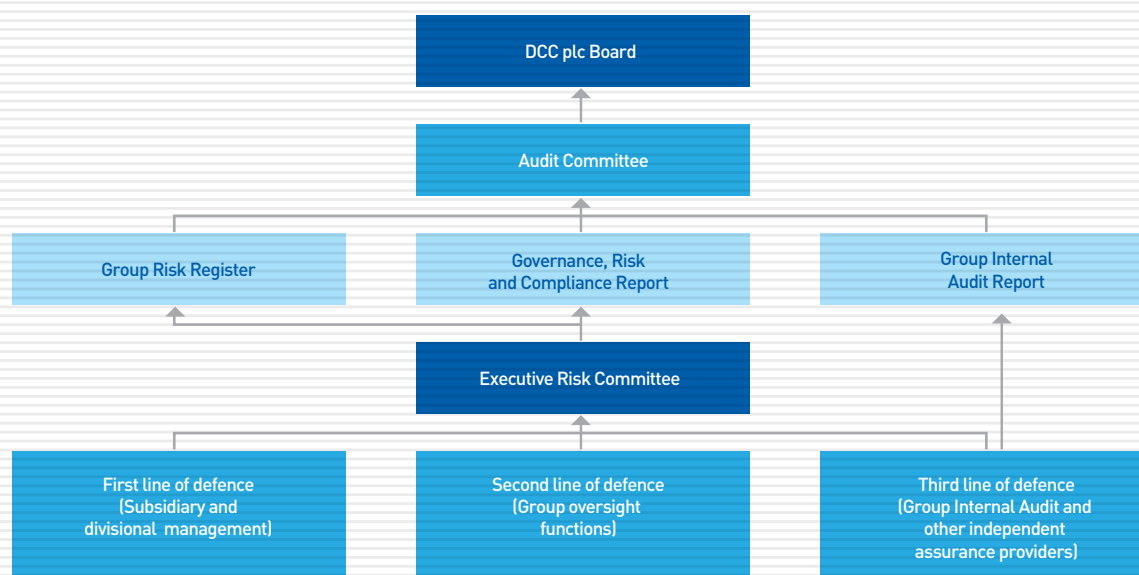 DCC plc Board
Audit Committee
Group Risk Register
Governance, Risk
and Compliance Report
Group Internal
Audit Report
Executive Risk Committee
First line of defence
(Subsidiary and
divisional management)
Second line of defence
(Group oversight
functions)
Third line of defence
(Group Internal Audit and
other independent
assurance providers)